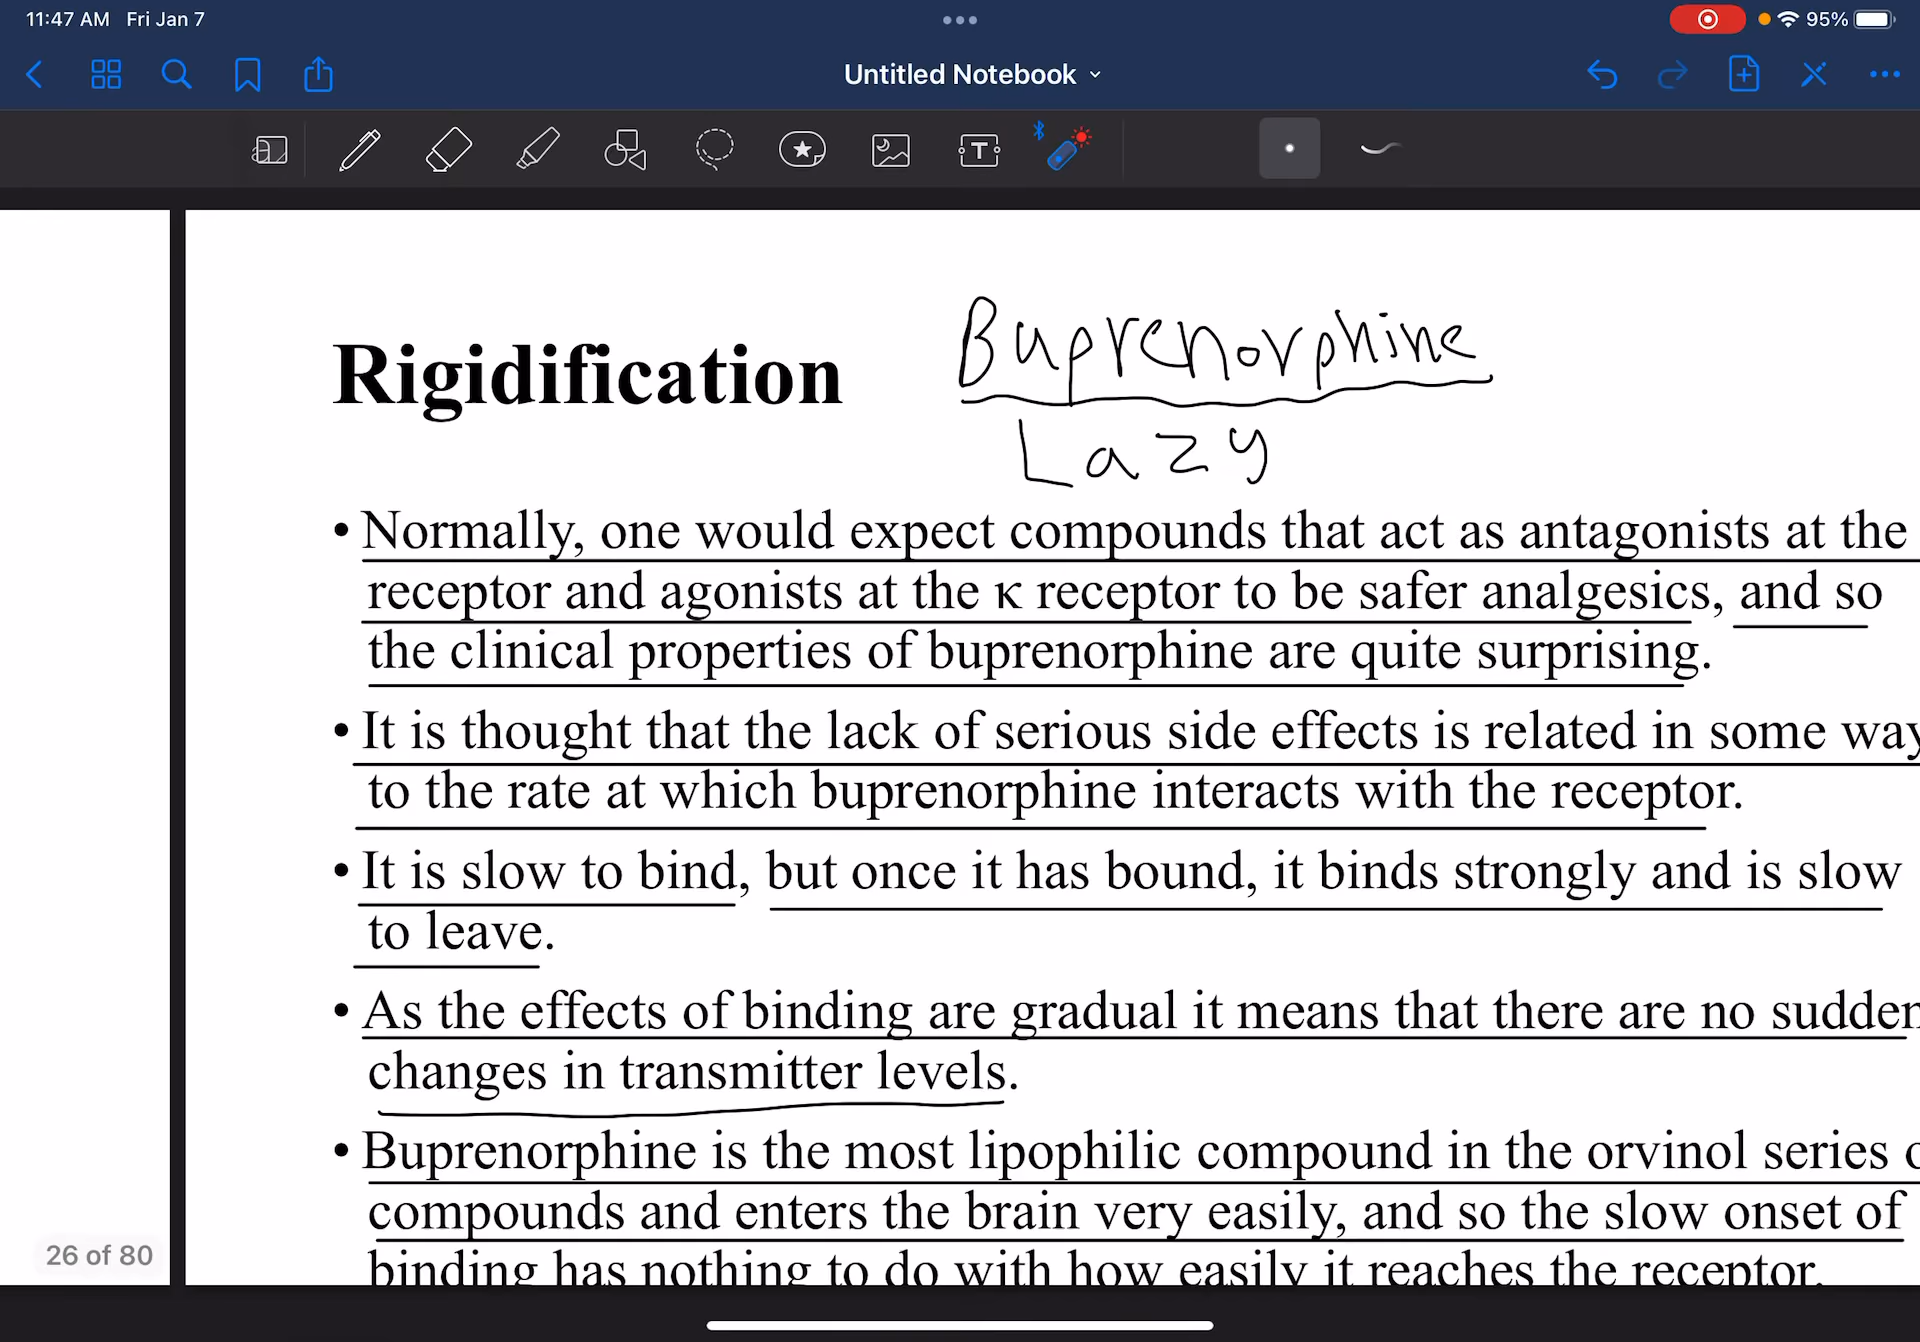 11:47 AM Fri Jan 7
95%
Untitled Notebook
T
Rigidification
Buprenorphine
Lazy
• Normally, one would expect compounds that act as antagonists at the
receptor and agonists at the κ receptor to be safer analgesics, and so
the clinical properties of buprenorphine are quite surprising.
• It is thought that the lack of serious side effects is related in some way
to the rate at which buprenorphine interacts with the receptor.
• It is slow to bind, but once it has bound, it binds strongly and is slow
to leave.
• As the effects of binding are gradual it means that there are no sudden
changes in transmitter levels.
• Buprenorphine is the most lipophilic compound in the orvinol series
compounds and enters the brain very easily, and so the slow onset of
binding has nothing to do with how easily it reaches the receptor.
26 of 80